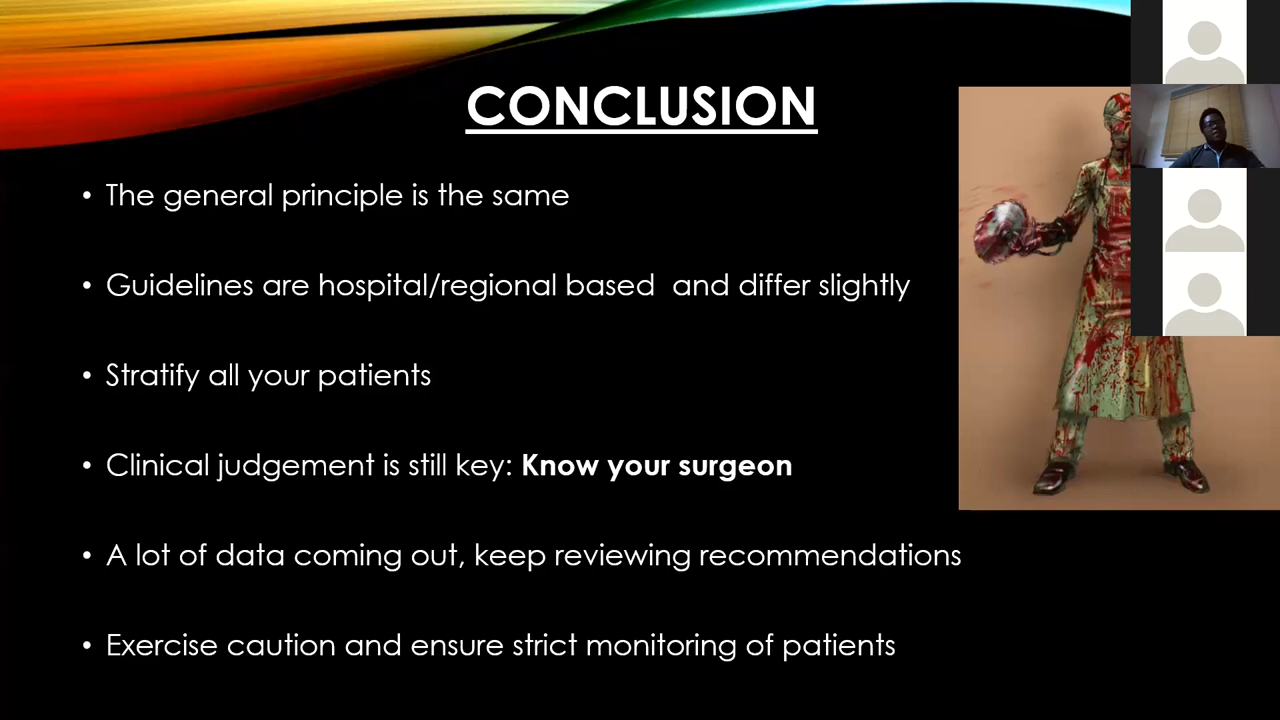 CONCLUSION
• The general principle is the same
• Guidelines are hospital/regional based  and differ slightly
• Stratify all your patients
• Clinical judgement is still key: Know your surgeon
• A lot of data coming out, keep reviewing recommendations
• Exercise caution and ensure strict monitoring of patients